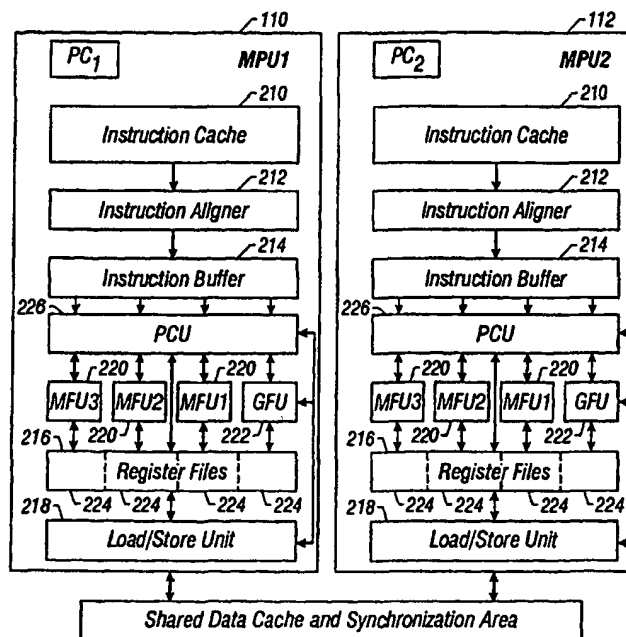 110 112
PC1 MPU1 PC2 MPU2
210 210
Instruction Cache Instruction Cache
212 212
Instruction Aligner Instruction Aligner
214 214
Instruction Buffer Instruction Buffer
226 226
PCU PCU
220 220 220 220
MFU3 MFU2 MFU1 GFU MFU3 MFU2 MFU1 GFU
216 220 222 216 220 222
Register Files Register Files
218 224 224 224 224 218 224 224 224 224
Load/Store Unit Load/Store Unit
Shared Data Cache and Synchronization Area